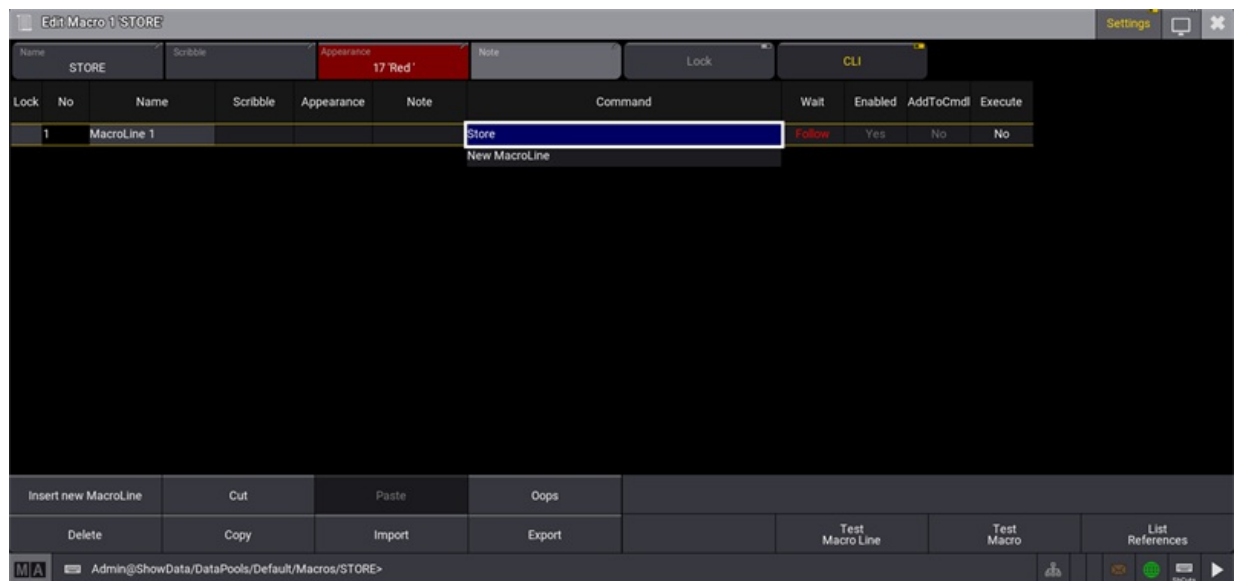 Edit Macro 1 'STORE'
Settings
Name
STORE
Scribble
Appearance
17 'Red '
Note
Lock
CLI
Lock No Name Scribble Appearance Note Command Wait Enabled AddToCmdl Execute
1 MacroLine 1 Store Follow Yes No No
New MacroLine
Insert new MacroLine Cut Paste Oops
Delete Copy Import Export Test Macro Line Test Macro List References
MA Admin@ShowData/DataPools/Default/Macros/STORE>